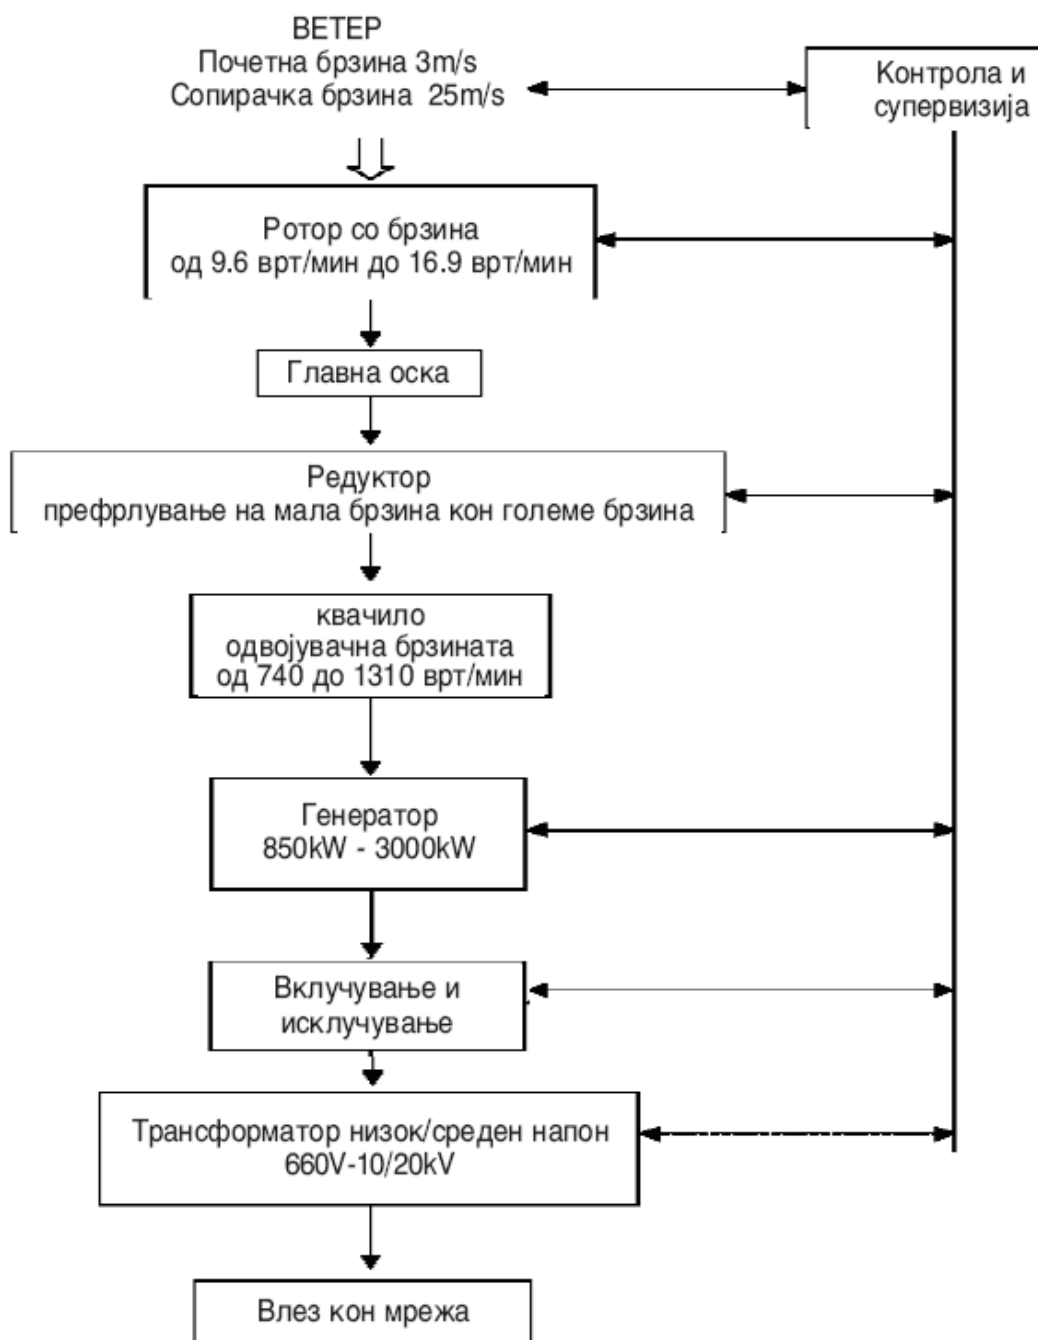 ВЕТЕР
Почетна брзина 3m/s
Сопирачка брзина 25m/s
Контрола и
супервизија
Ротор со брзина
од 9.6 врт/мин до 16.9 врт/мин
Главна оска
Редуктор
префрлување на мала брзина кон големе брзина
квачило
одвојувачна брзината
од 740 до 1310 врт/мин
Генератор
850kW - 3000kW
Вклучување и
исклучување
Трансформатор низок/среден напон
660V-10/20kV
Влез кон мрежа